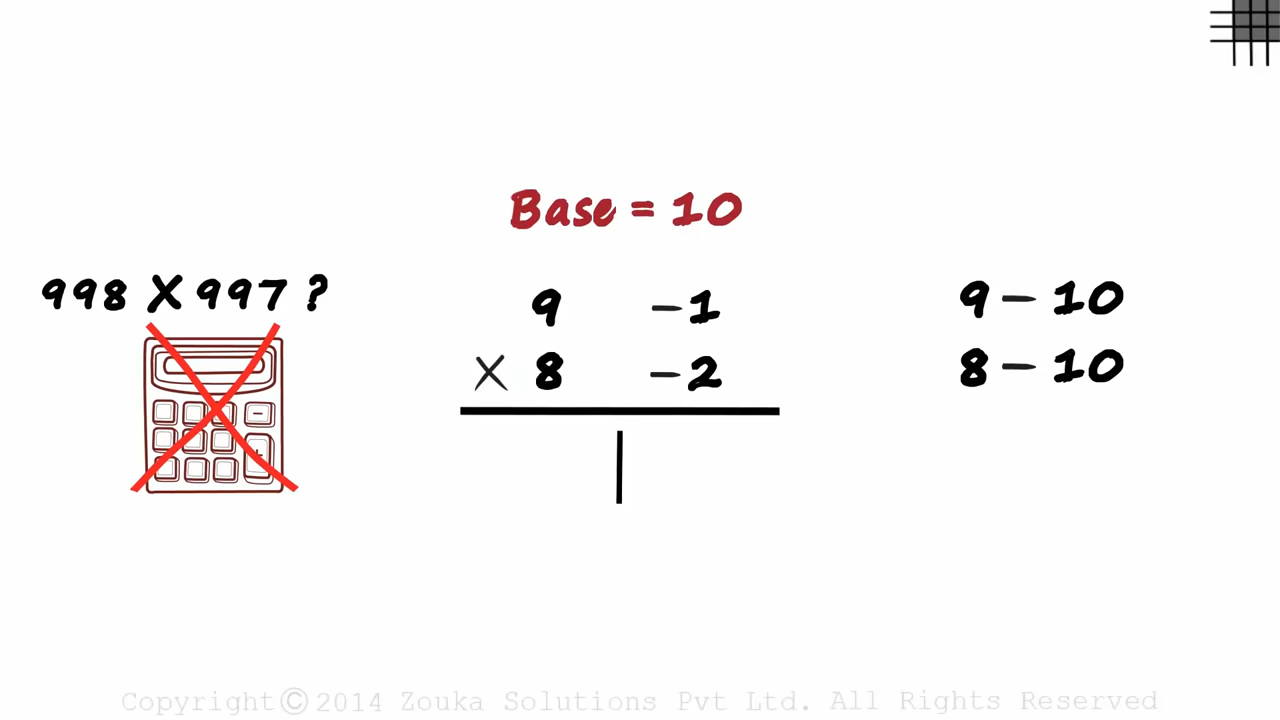 Base = 10
998 X 997 ?
9 -1
× 8 -2
9 - 10
8 - 10
Copyright©2014 Zouka Solutions Pvt Ltd. All Rights Reserved